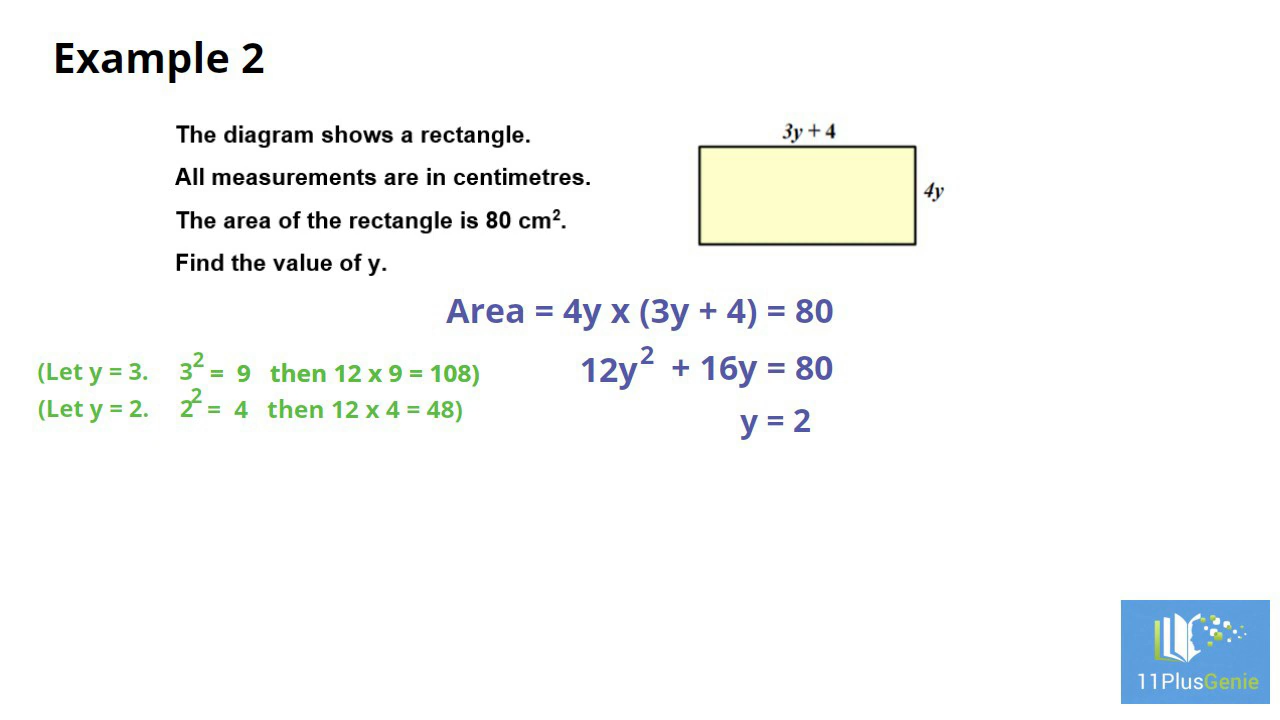 Example 2
The diagram shows a rectangle.
All measurements are in centimetres.
The area of the rectangle is 80 cm².
Find the value of y.
3y + 4
4y
Area = 4y x (3y + 4) = 80
12y² + 16y = 80
y = 2
(Let y = 3. 3² = 9 then 12 x 9 = 108)
(Let y = 2. 2² = 4 then 12 x 4 = 48)
11PlusGenie